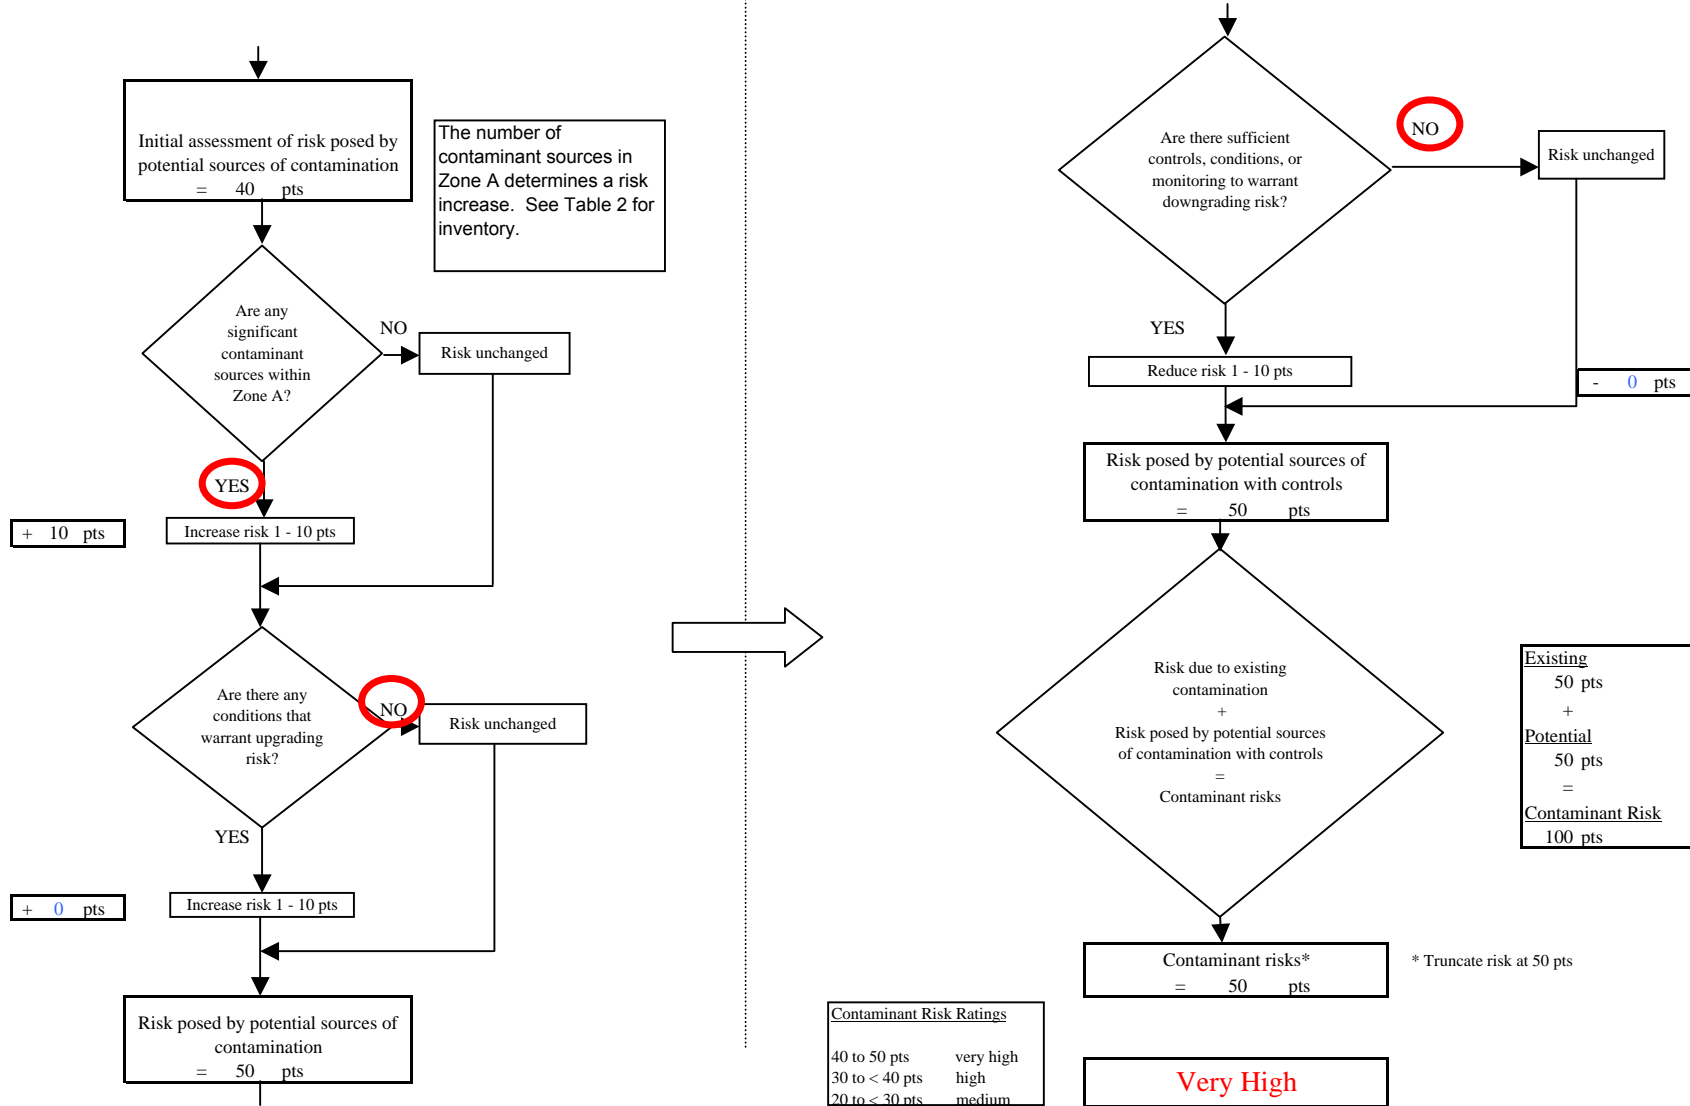 Initial assessment of risk posed by
potential sources of contamination
= 40 pts
The number of
contaminant sources in
Zone A determines a risk
increase. See Table 2 for
inventory.
Are any
significant
contaminant
sources within
Zone A?
NO
Risk unchanged
YES
+ 10 pts
Increase risk 1 - 10 pts
Are there any
conditions that
warrant upgrading
risk?
NO
Risk unchanged
YES
+ 0 pts
Increase risk 1 - 10 pts
Risk posed by potential sources of
contamination
= 50 pts
Are there sufficient
controls, conditions, or
monitoring to warrant
downgrading risk?
NO
Risk unchanged
YES
Reduce risk 1 - 10 pts
- 0 pts
Risk posed by potential sources of
contamination with controls
= 50 pts
Risk due to existing
contamination
+
Risk posed by potential sources
of contamination with controls
=
Contaminant risks
Existing
50 pts
+
Potential
50 pts
=
Contaminant Risk
100 pts
Contaminant risks*
= 50 pts
* Truncate risk at 50 pts
Contaminant Risk Ratings
40 to 50 pts very high
30 to < 40 pts high
20 to < 30 pts medium
Very High